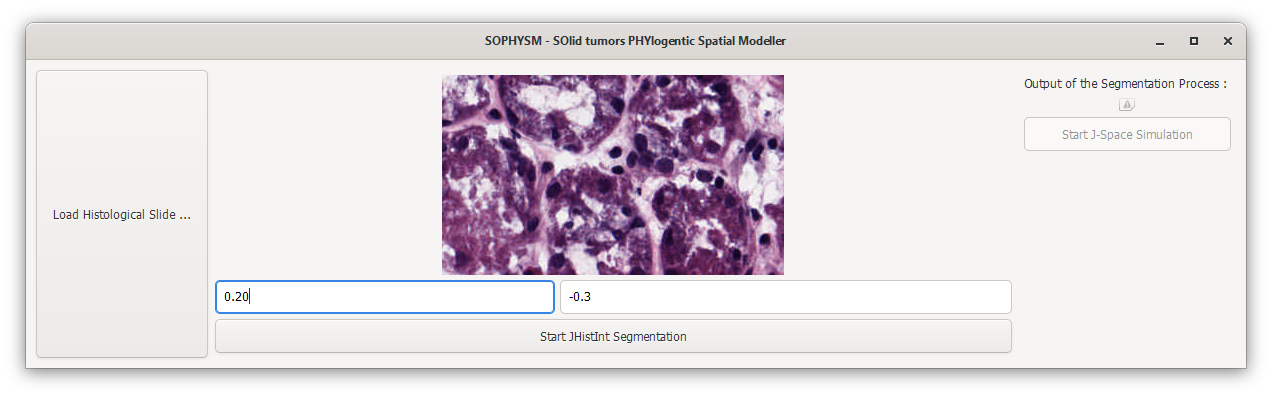 SOPHYSM - SOlid tumors PHYlogentic Spatial Modeller
Load Histological Slide ...
0.20
-0.3
Start JHistInt Segmentation
Output of the Segmentation Process :
Start J-Space Simulation